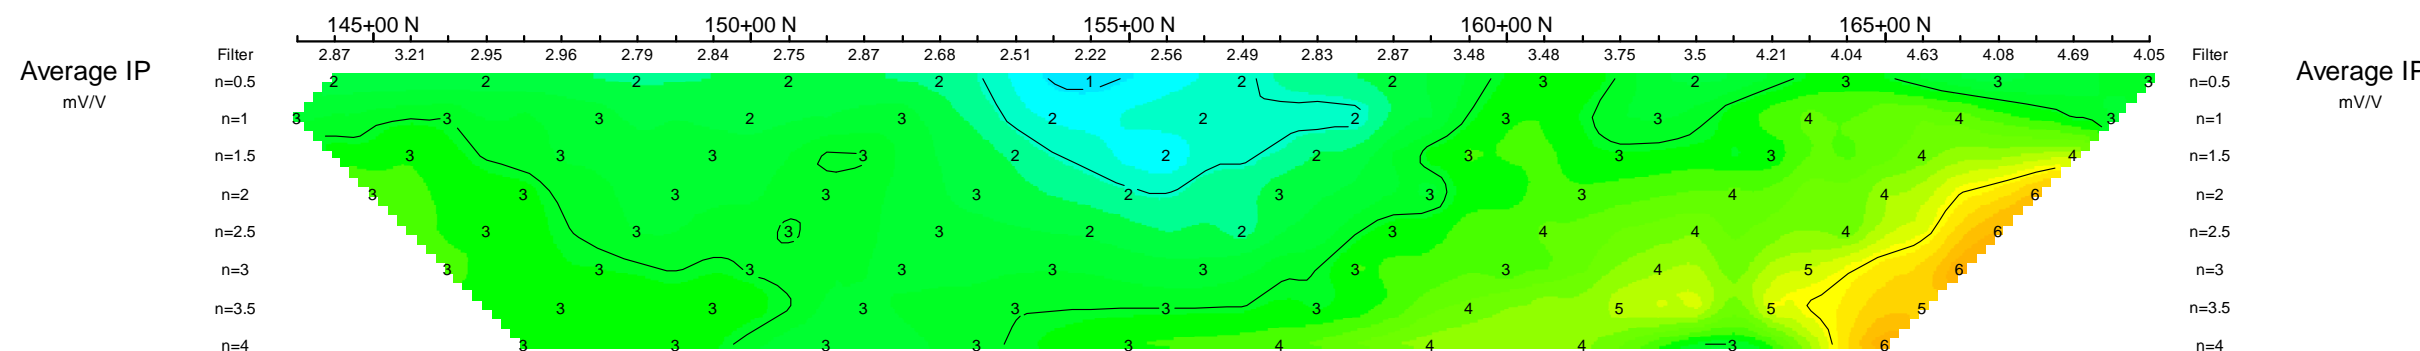 145+00 N 150+00 N 155+00 N 160+00 N 165+00 N
Filter 2.87 3.21 2.95 2.96 2.79 2.84 2.75 2.87 2.68 2.51 2.22 2.56 2.49 2.83 2.87 3.48 3.48 3.75 3.5 4.21 4.04 4.63 4.08 4.69 4.05 Filter
Average IP Average IP
n=0.5 2 2 2 2 2 1 2 2 3 2 3 3 3 n=0.5
mV/V mV/V
n=1 3 3 3 2 3 2 2 2 3 3 4 4 3 n=1
n=1.5 3 3 3 3 2 2 2 3 3 3 4 4 n=1.5
n=2 3 3 3 3 3 2 3 3 3 4 4 6 n=2
n=2.5 3 3 3 3 2 2 3 4 4 4 6 n=2.5
n=3 3 3 3 3 3 3 3 3 4 5 6 n=3
n=3.5 3 3 3 3 3 3 4 5 5 5 n=3.5
n=4 3 3 3 3 3 4 4 4 3 6 n=4